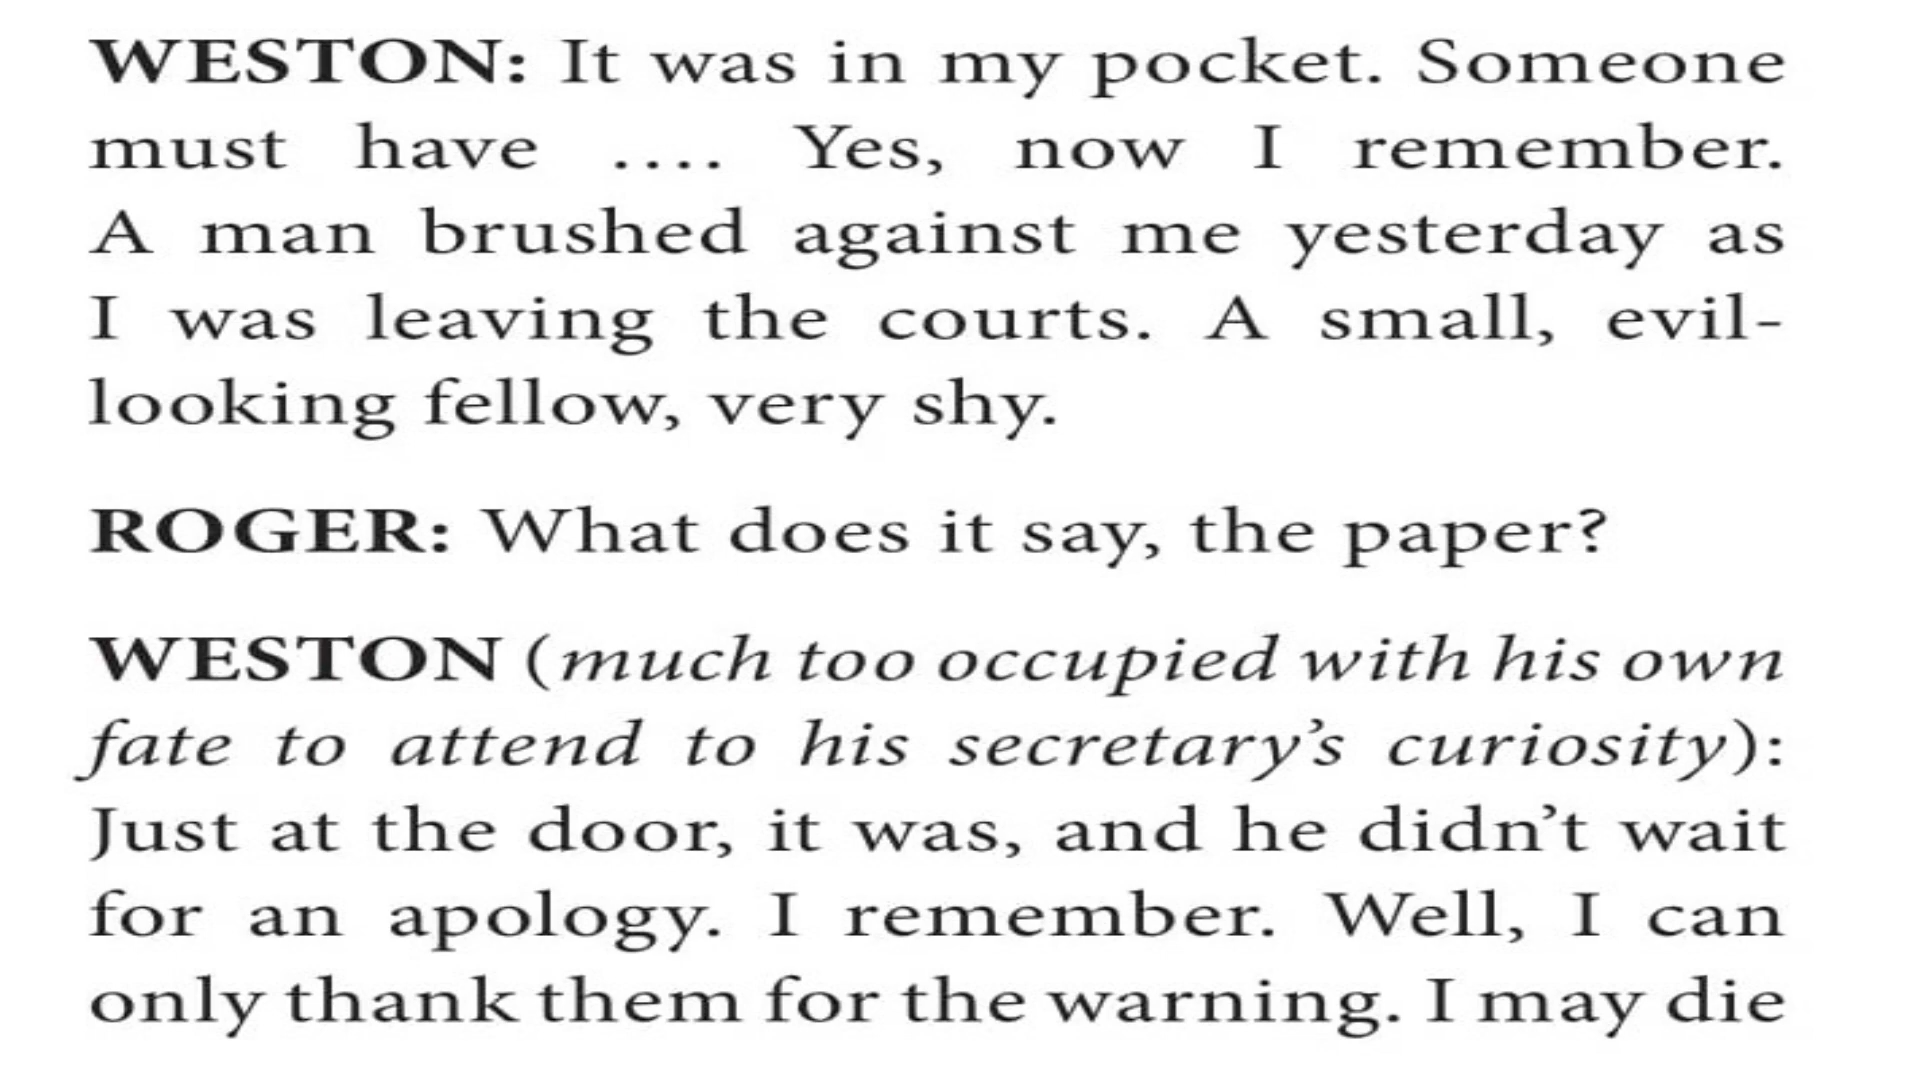 WESTON: It was in my pocket. Someone
must have .... Yes, now I remember.
A man brushed against me yesterday as
I was leaving the courts. A small, evil-
looking fellow, very shy.
ROGER: What does it say, the paper?
WESTON (much too occupied with his own
fate to attend to his secretary’s curiosity):
Just at the door, it was, and he didn’t wait
for an apology. I remember. Well, I can
only thank them for the warning. I may die